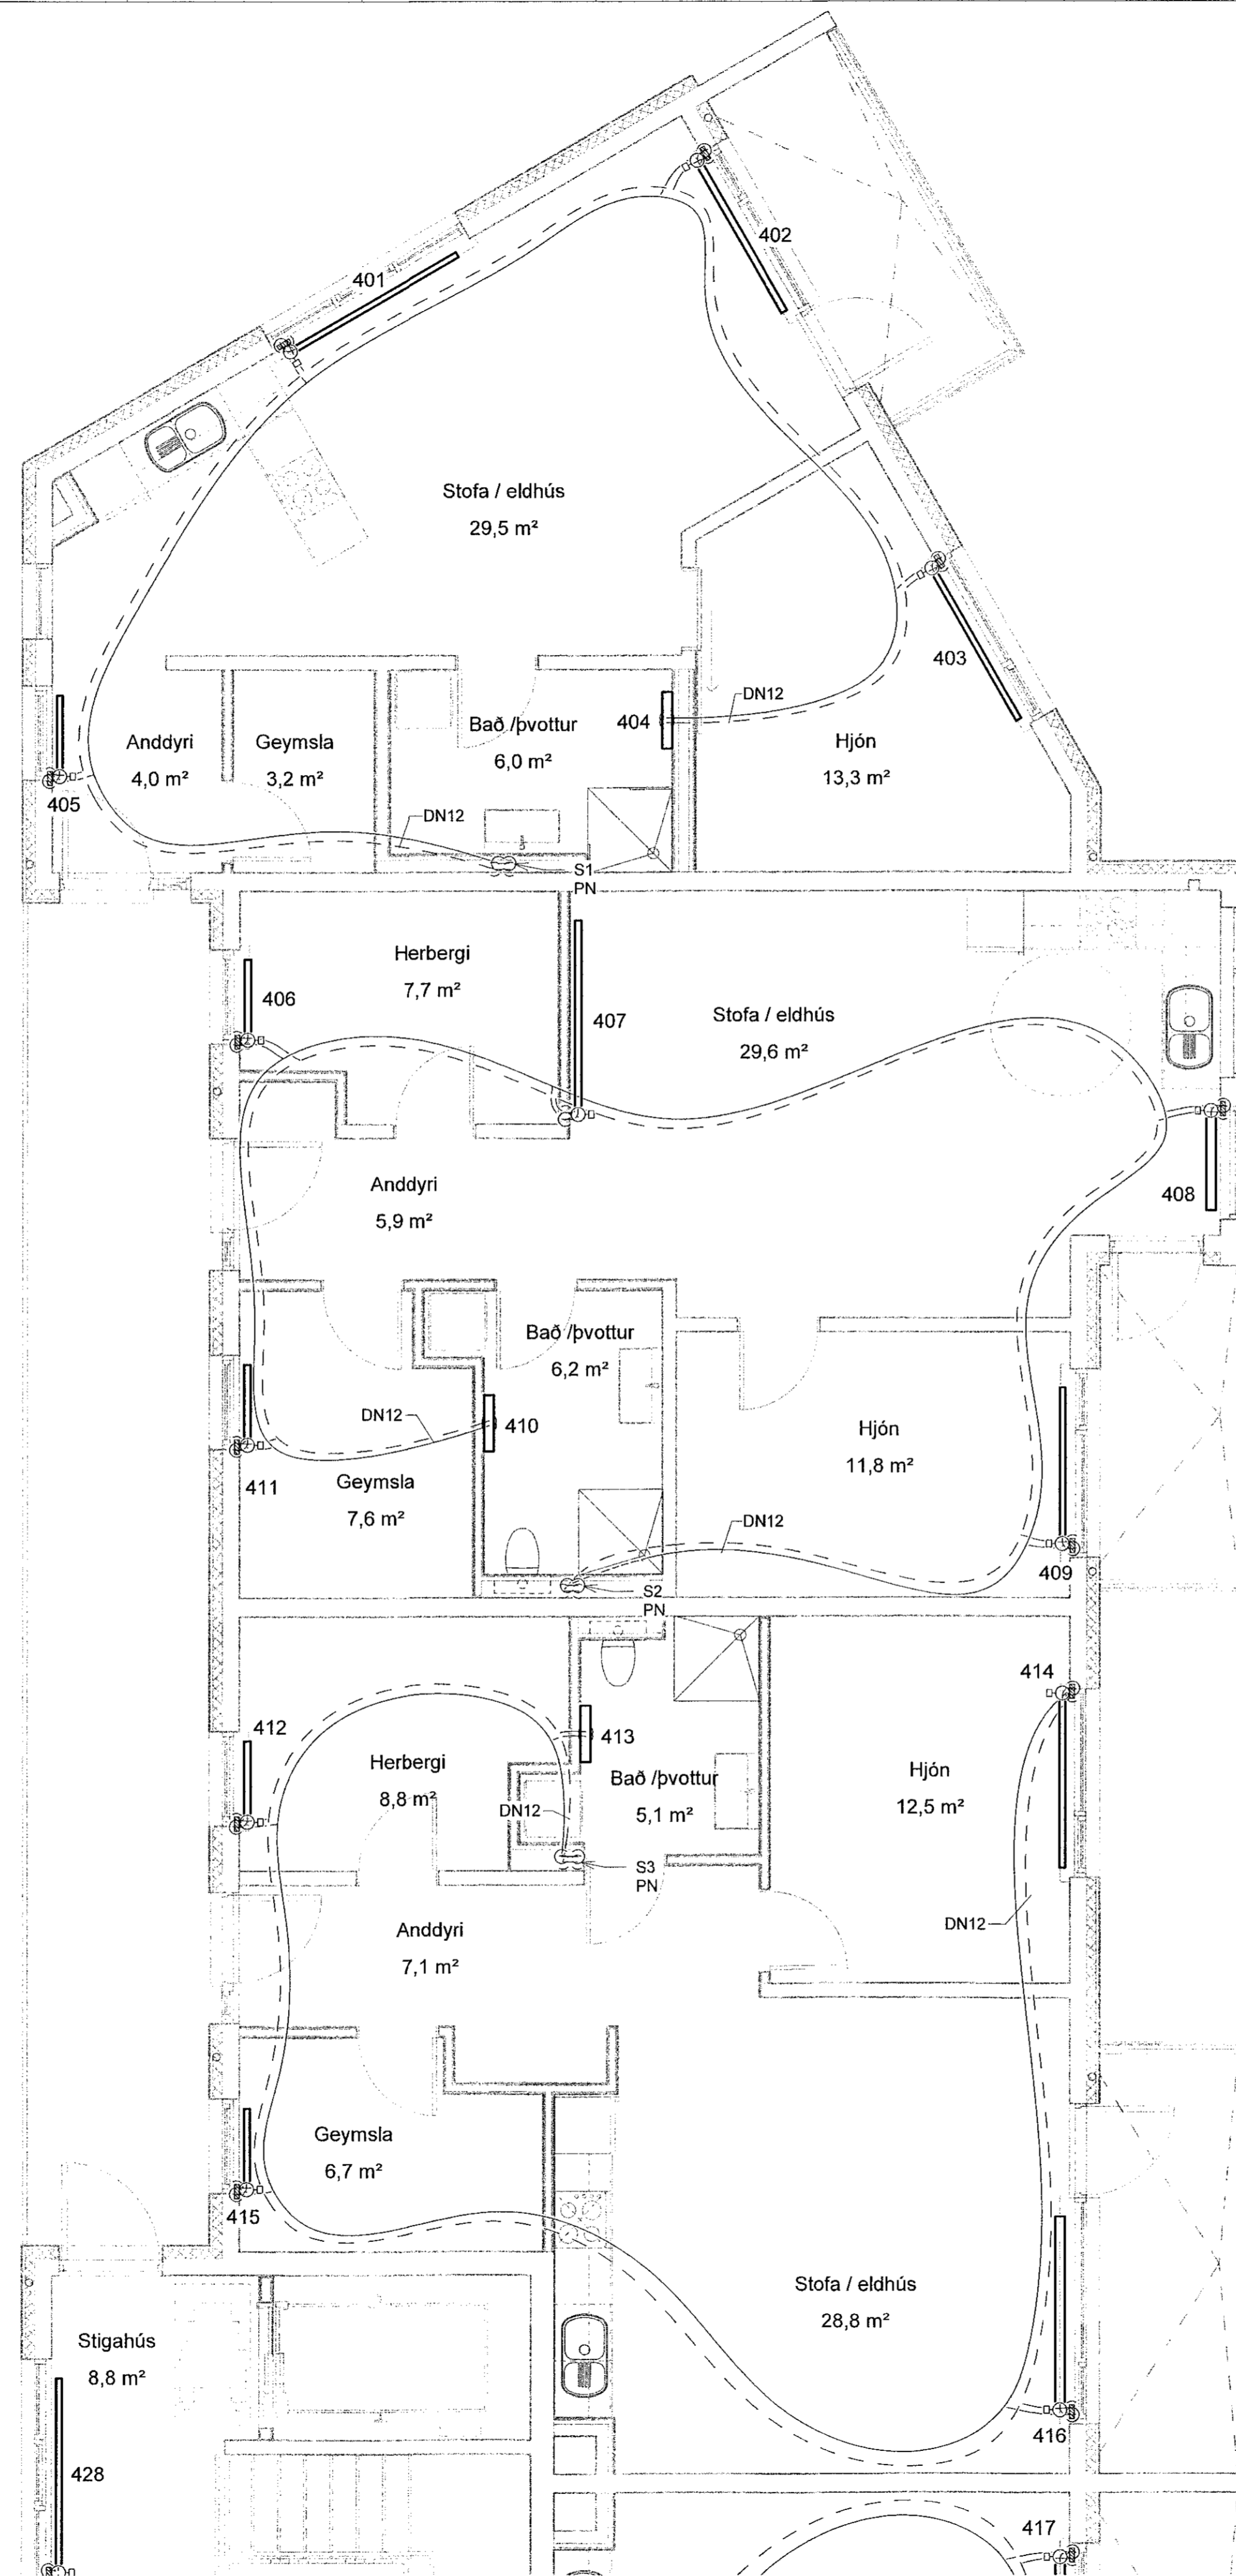 402
401
Stofa / eldhús
29,5 m²
403
DN12
404
Bað /þvottur
6,0 m²
Anddyri
4,0 m²
Geymsla
3,2 m²
Hjón
13,3 m²
405
DN12
S1
PN
Herbergi
7,7 m²
406
407
Stofa / eldhús
29,6 m²
Anddyri
5,9 m²
408
Bað /þvottur
6,2 m²
DN12
410
Hjón
11,8 m²
411
Geymsla
7,6 m²
DN12
409
S2
PN
414
412
413
Herbergi
8,8 m²
Bað /þvottur
5,1 m²
Hjón
12,5 m²
DN12
S3
PN
DN12
Anddyri
7,1 m²
Geymsla
6,7 m²
415
Stofa / eldhús
28,8 m²
Stigahús
8,8 m²
416
428
417